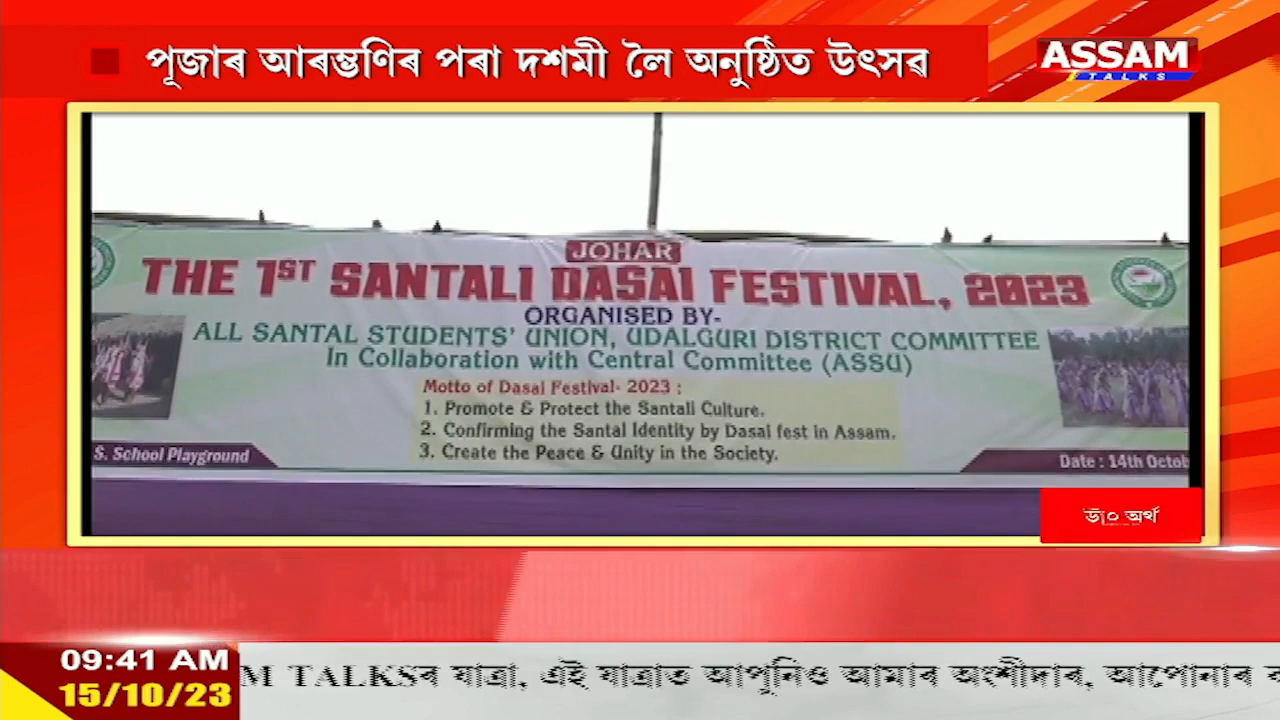 পূজাৰ আৰম্ভণিৰ পৰা দশমী লৈ অনুষ্ঠিত উৎসৱ
ASSAM
TALKS
JOHAR
THE 1ST SANTALI DASAI FESTIVAL, 2023
ORGANISED BY-
ALL SANTAL STUDENTS' UNION, UDALGURI DISTRICT COMMITTEE
In Collaboration with Central Committee (ASSU)
Motto of Dasai Festival- 2023 :
1. Promote & Protect the Santali Culture.
2. Confirming the Santal Identity by Dasai fest in Assam.
3. Create the Peace & Unity in the Society.
S. School Playground
Date : 14th Octob
ডাঁ০ অৰ্থ
09:41 AM
M TALKSৰ যাত্ৰা, এই যাত্ৰাত আপুনিও আমাৰ অংশীদাৰ, আপোনাৰ
15/10/23